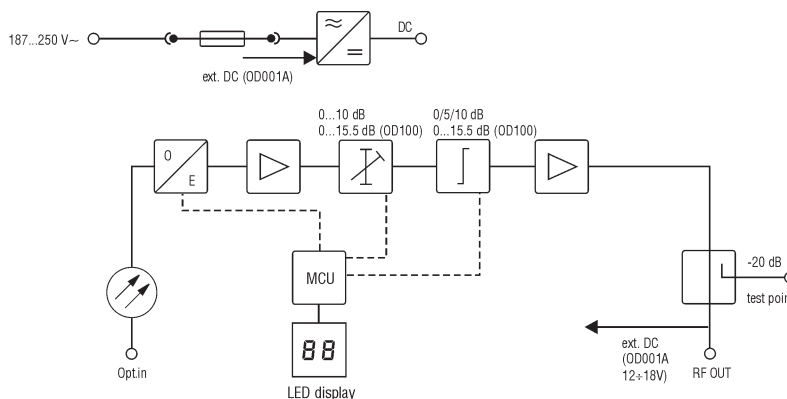 187...250 V~
DC
ext. DC (OD001A)
0...10 dB
0...15.5 dB (OD100)
0/5/10 dB
0...15.5 dB (OD100)
O
E
MCU
-20 dB
test poin
88
ext. DC
(OD001A
12÷18V)
Opt.in
RF OUT
LED display